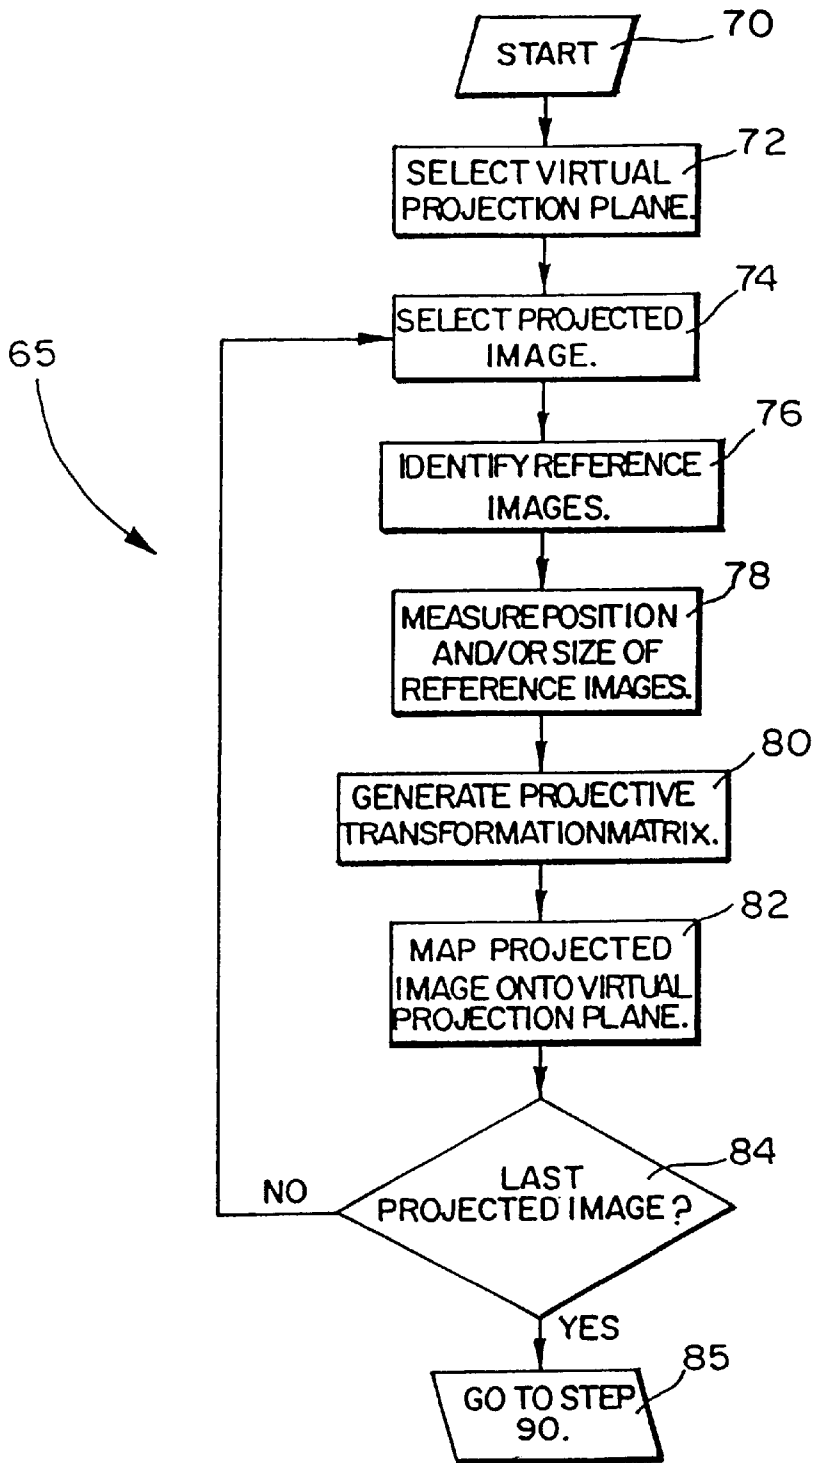 70
START
72
SELECT VIRTUAL
PROJECTION PLANE.
74
SELECT PROJECTED
IMAGE.
65
76
IDENTIFY REFERENCE
IMAGES.
78
MEASURE POSITION
AND/OR SIZE OF
REFERENCE IMAGES.
80
GENERATE PROJECTIVE
TRANSFORMATION MATRIX.
82
MAP PROJECTED
IMAGE ONTO VIRTUAL
PROJECTION PLANE.
84
LAST
PROJECTED IMAGE?
NO
YES
85
GO TO STEP
90.